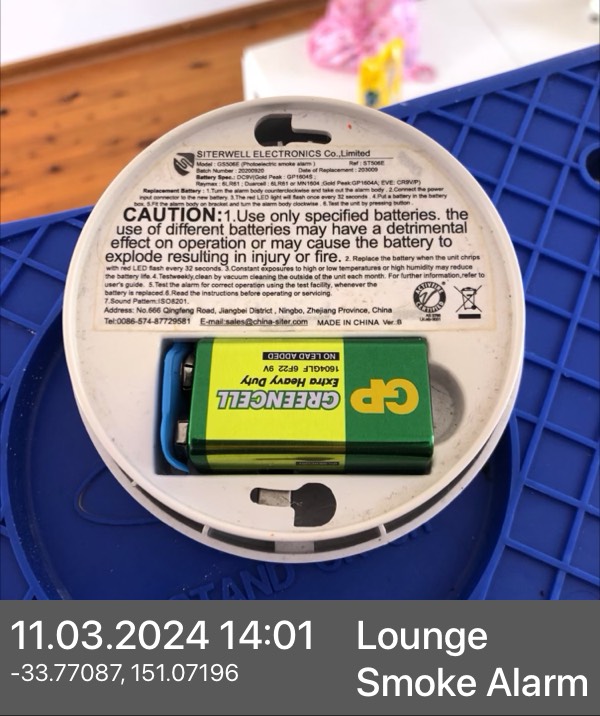 SITERWELL ELECTRONICS Co.,Limited
Model : GS506E (Photoelectric smoke alarm ) Ref : ST506E
Batch Number : 20200920 Date of Replacement : 203009
Battery Spec.: DC9V(Gold Peak : GP1604S ;
Raymax : 6LR61 ; Duarcell : 6LR61 or MN1604 ;Gold Peak:GP1604A; EVE: CR9V/P)
Replacement Battery : 1.Turn the alarm body counterclockwise and take out the alarm body . 2.Connect the power
input connector to the new battery. 3.The red LED will flash once every 32 seconds . 4.Put a battery in the battery
box. 5.Fit the alarm body on bracket and turn the alarm body clockwise . 6.Test the unit by pressing button .
CAUTION:1.Use only specified batteries. the
use of different batteries may have a detrimental
effect on operation or may cause the battery to
explode resulting in injury or fire. 2. Replace the battery when the unit chrips
with red LED flash every 32 seconds. 3.Constant exposures to high or low temperatures or high humidity may reduce
the battery life.4.Testweekly,clean by vacuum cleaning the outside of the unit each month. For further information,refer to
user's guide. 5.Test the alarm for correct operation using the test facility, whenever the
battery is replaced.6.Read the instructions before operating or servicing.
7.Sound Pattern:ISO8201.
Address: No.666 Qingfeng Road, Jiangbei District , Ningbo, Zhejiang Province, China
Tel:0086-574-87729581 E-mail:sales@china-siter.com MADE IN CHINA Ver:B
ACTIVFIRE
GP
GREENCELL
Extra Heavy Duty
1604GLF 6F22 9V
NO LEAD ADDED
11.03.2024 14:01
-33.77087, 151.07196
Lounge
Smoke Alarm